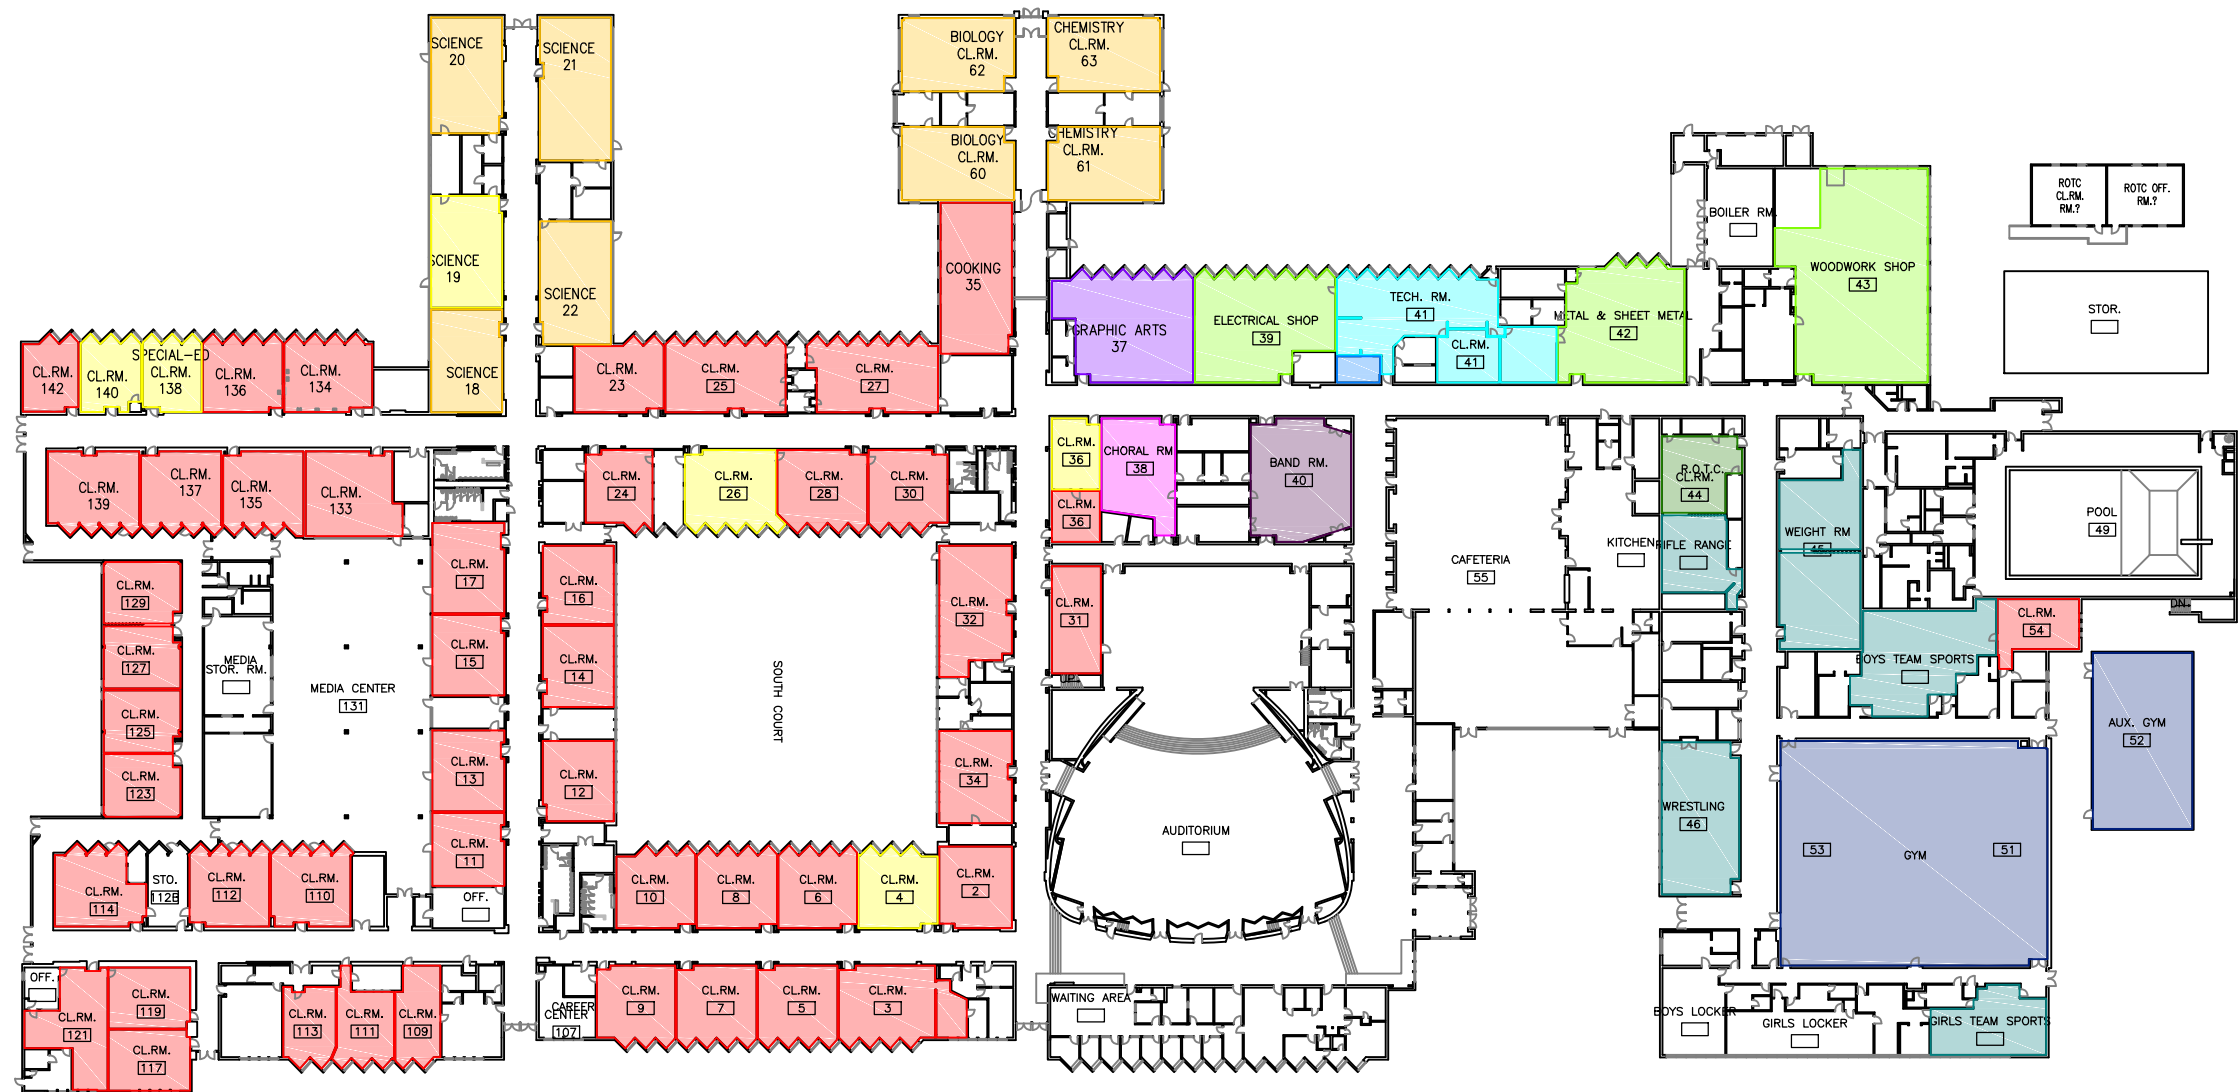 SCIENCE
20
SCIENCE
21
BIOLOGY
CL.RM.
62
CHEMISTRY
CL.RM.
63
BIOLOGY
CL.RM.
60
CHEMISTRY
CL.RM.
61
SCIENCE
19
SCIENCE
22
COOKING
35
ROTC
CL.RM.
RM.?
ROTC OFF.
RM.?
BOILER RM.
WOODWORK SHOP
43
STOR.
GRAPHIC ARTS
37
ELECTRICAL SHOP
39
TECH. RM.
41
CL.RM.
41
METAL & SHEET METAL
42
CL.RM.
142
CL.RM.
140
SPECIAL-ED
CL.RM.
138
CL.RM.
136
CL.RM.
134
SCIENCE
18
CL.RM.
23
CL.RM.
25
CL.RM.
27
CL.RM.
139
CL.RM.
137
CL.RM.
135
CL.RM.
133
CL.RM.
24
CL.RM.
26
CL.RM.
28
CL.RM.
30
CL.RM.
36
CL.RM.
36
CHORAL RM
38
BAND RM.
40
R.O.T.C.
CL.RM.
44
WEIGHT RM
45
POOL
49
CAFETERIA
55
KITCHEN
RIFLE RANGE
CL.RM.
17
CL.RM.
16
CL.RM.
32
CL.RM.
31
UP
CL.RM.
129
CL.RM.
127
CL.RM.
125
CL.RM.
123
MEDIA
STOR. RM.
MEDIA CENTER
131
CL.RM.
15
CL.RM.
14
SOUTH COURT
CL.RM.
54
DN.
BOYS TEAM SPORTS
AUX. GYM
52
CL.RM.
13
CL.RM.
12
CL.RM.
34
CL.RM.
11
AUDITORIUM
WRESTLING
46
53
GYM
51
CL.RM.
114
STO.
112B
CL.RM.
112
CL.RM.
110
OFF.
CL.RM.
10
CL.RM.
8
CL.RM.
6
CL.RM.
4
CL.RM.
2
OFF.
CL.RM.
121
CL.RM.
119
CL.RM.
117
CL.RM.
113
CL.RM.
111
CL.RM.
109
CAREER
CENTER
107
CL.RM.
9
CL.RM.
7
CL.RM.
5
CL.RM.
3
WAITING AREA
BOYS LOCKER
GIRLS LOCKER
GIRLS TEAM SPORTS